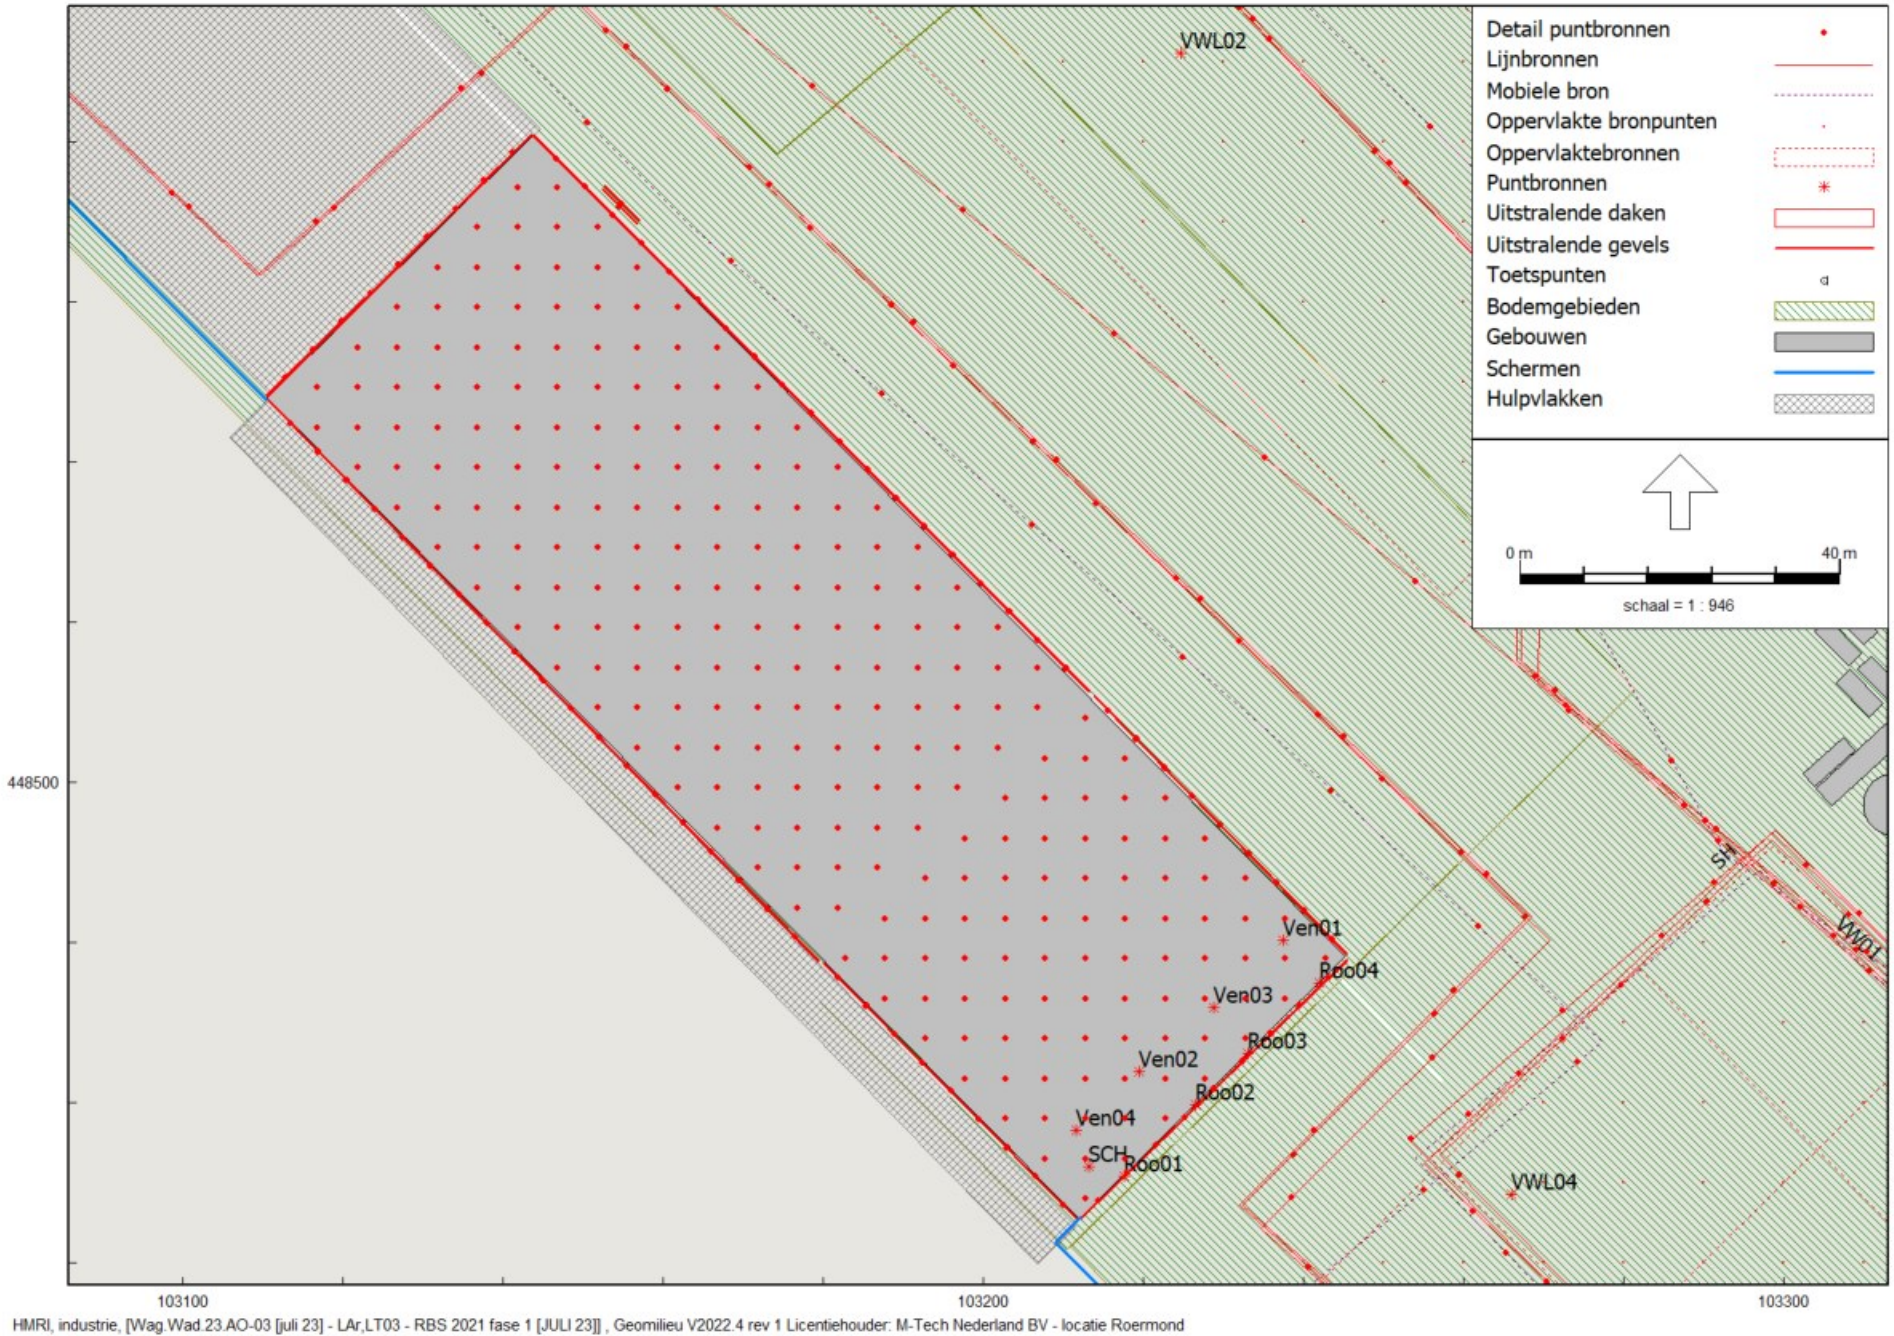 VWL02
Detail puntbronnen
Lijnbronnen
Mobiele bron
Oppervlakte bronpunten
Oppervlaktebronnen
Puntbronnen
Uitstralende daken
Uitstralende gevels
Toetspunten
Bodemgebieden
Gebouwen
Schermen
Hulpvlakken
0 m 40 m
schaal = 1 : 946
448500
SH
VW01
Ven01
Roo04
Ven03
Roo03
Ven02
Roo02
Ven04
SCH
Roo01
VWL04
103100 103200 103300
HMRI, industrie, [Wag.Wad.23.AO-03 [juli 23] - LAr,LT03 - RBS 2021 fase 1 [JULI 23]] , Geomilieu V2022.4 rev 1 Licentiehouder: M-Tech Nederland BV - locatie Roermond